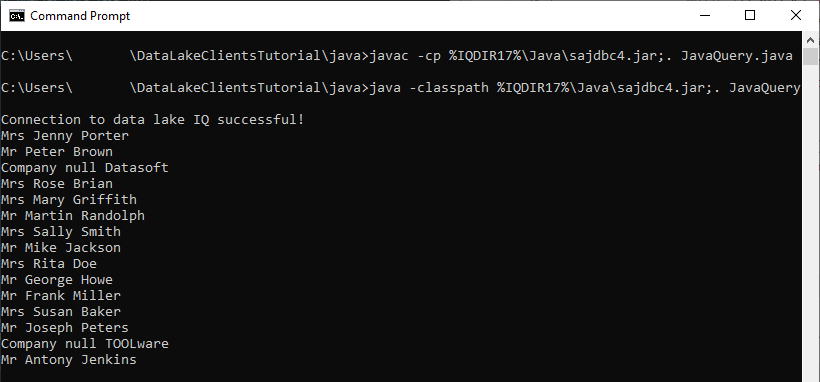 Command Prompt
C:\Users\ \DataLakeClientsTutorial\java>javac -cp %IQDIR17%\Java\sajdbc4.jar;. JavaQuery.java
C:\Users\ \DataLakeClientsTutorial\java>java -classpath %IQDIR17%\Java\sajdbc4.jar;. JavaQuery
Connection to data lake IQ successful!
Mrs Jenny Porter
Mr Peter Brown
Company null Datasoft
Mrs Rose Brian
Mrs Mary Griffith
Mr Martin Randolph
Mrs Sally Smith
Mr Mike Jackson
Mrs Rita Doe
Mr George Howe
Mr Frank Miller
Mrs Susan Baker
Mr Joseph Peters
Company null TOOLware
Mr Antony Jenkins